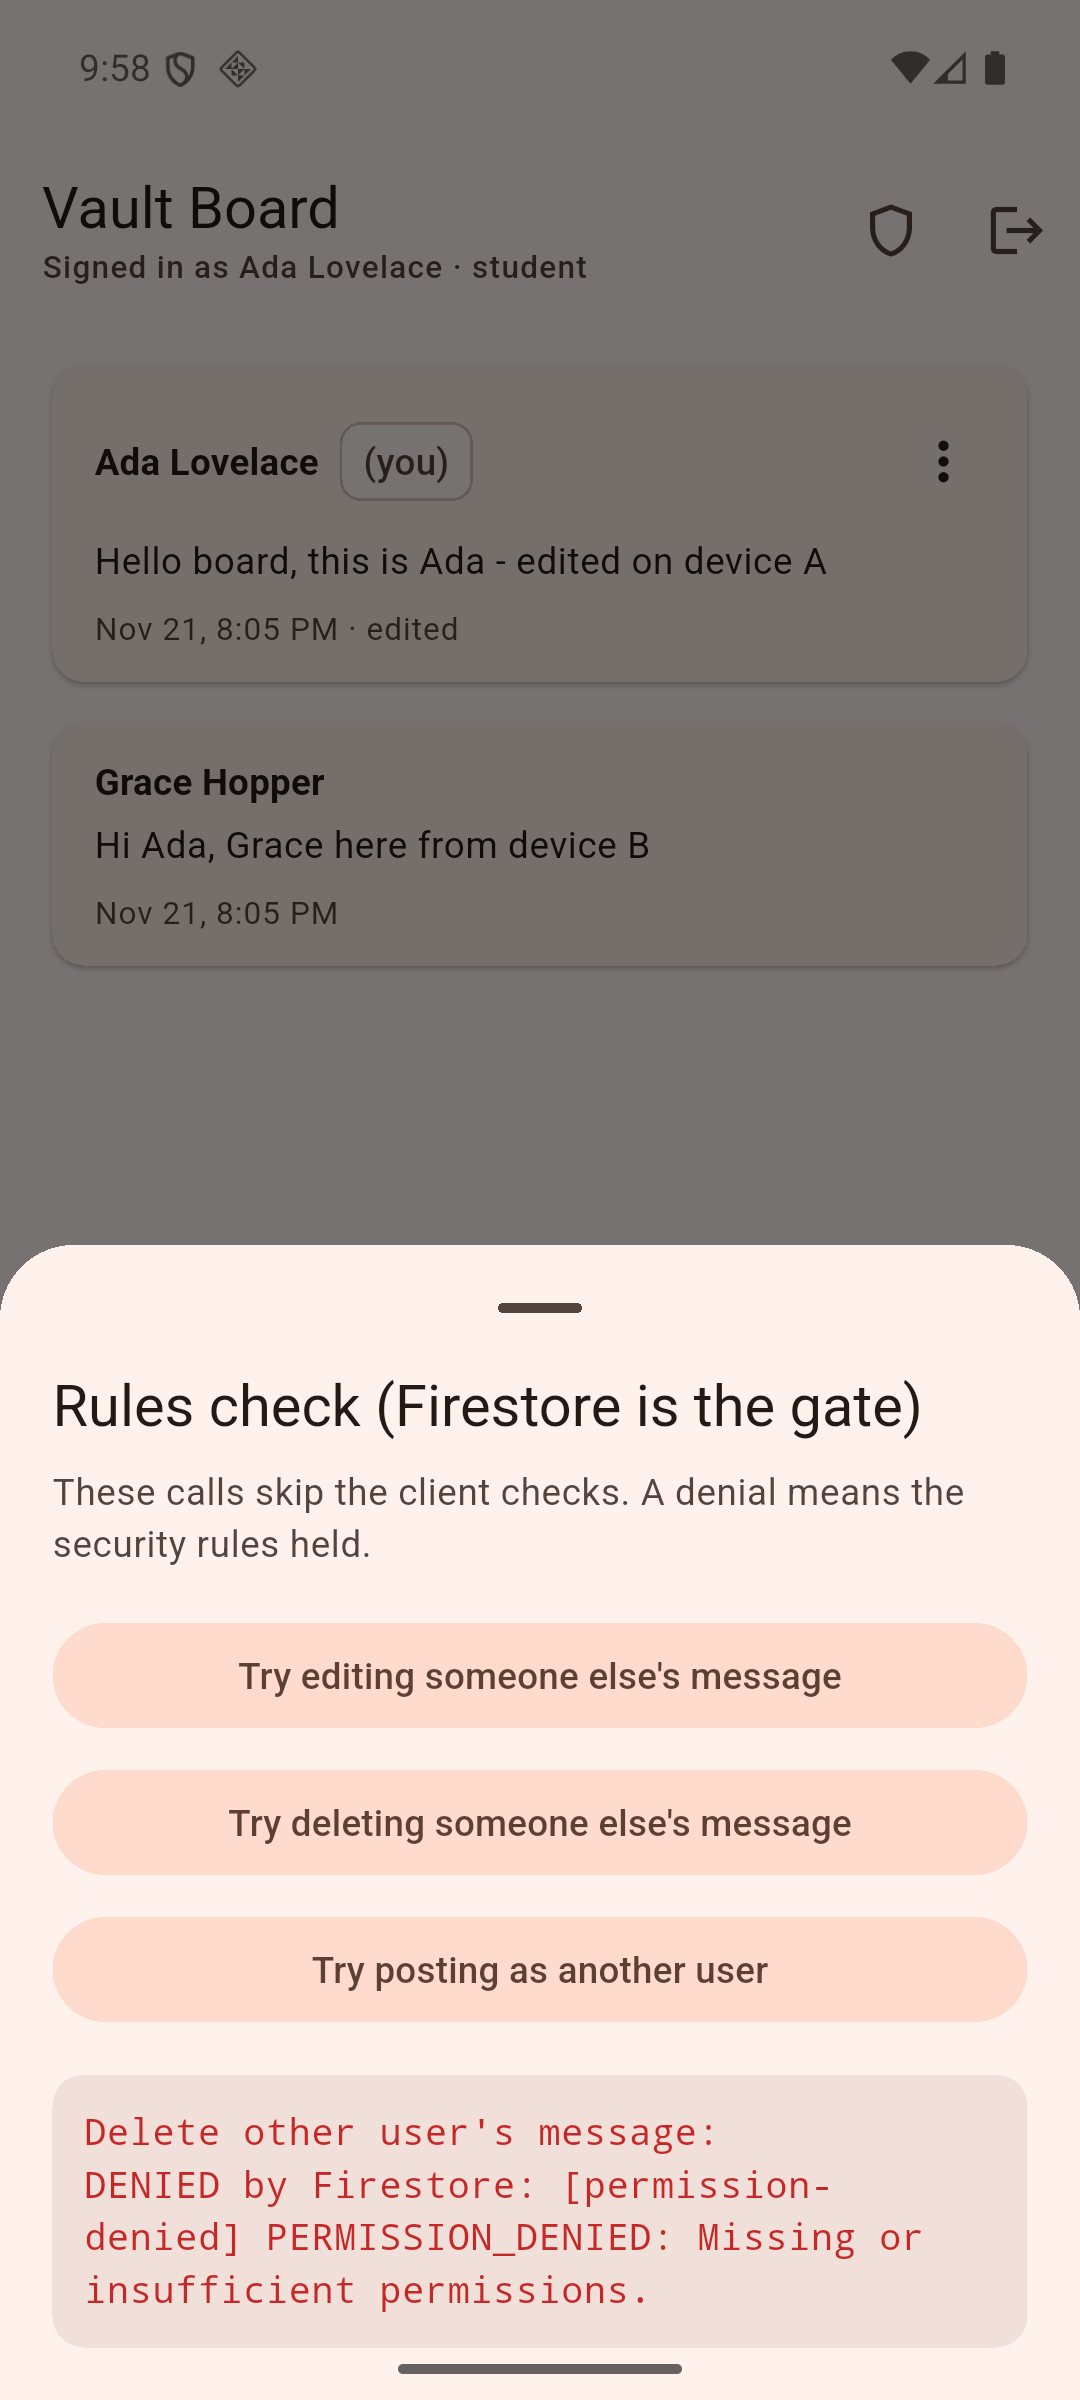 9:58
Vault Board
Signed in as Ada Lovelace · student
Ada Lovelace (you)
Hello board, this is Ada - edited on device A
Nov 21, 8:05 PM · edited
Grace Hopper
Hi Ada, Grace here from device B
Nov 21, 8:05 PM
Rules check (Firestore is the gate)
These calls skip the client checks. A denial means the
security rules held.
Try editing someone else's message
Try deleting someone else's message
Try posting as another user
Delete other user's message:
DENIED by Firestore: [permission-
denied] PERMISSION_DENIED: Missing or
insufficient permissions.